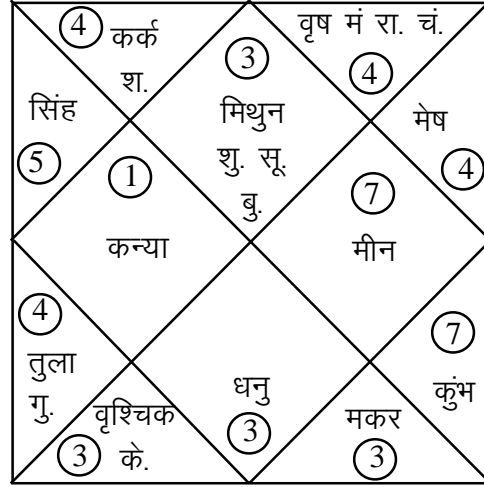 ④ कर्क
श.
③
मिथुन
शु. सू.
बु.
वृष मं रा. चं.
④
सिंह
⑤
मेष
④
①
कन्या
⑦
मीन
④
तुला
गु.
⑦
कुंभ
वृश्चिक
③ के.
धनु
③
मकर
③